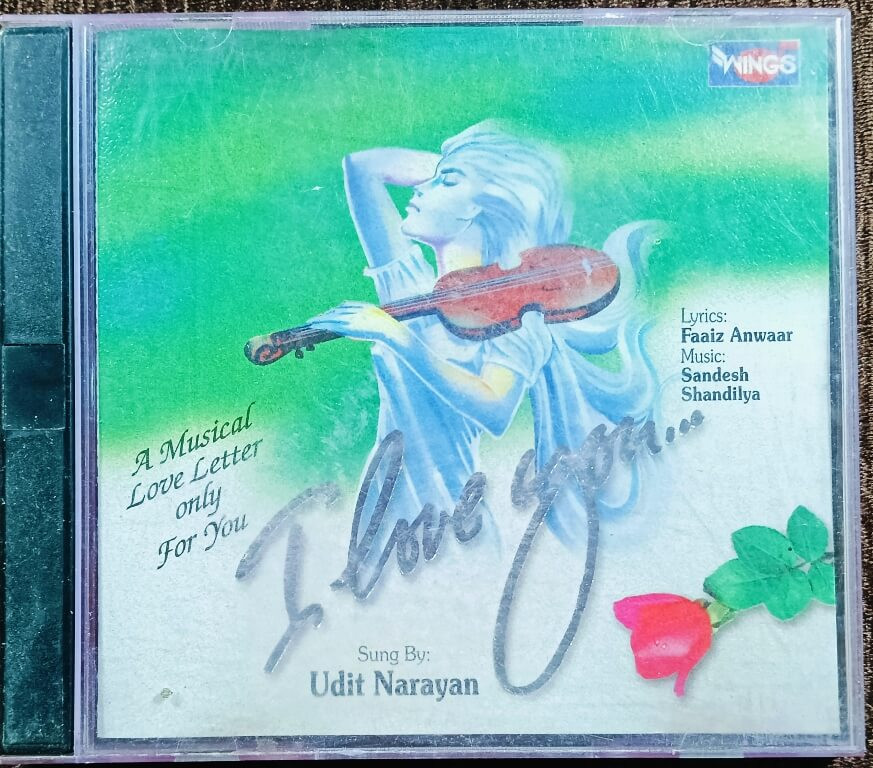 WINGS
Lyrics:
Faaiz Anwaar
Music:
Sandesh
Shandilya
A Musical
Love Letter
only
For You
I love you...
Sung By:
Udit Narayan